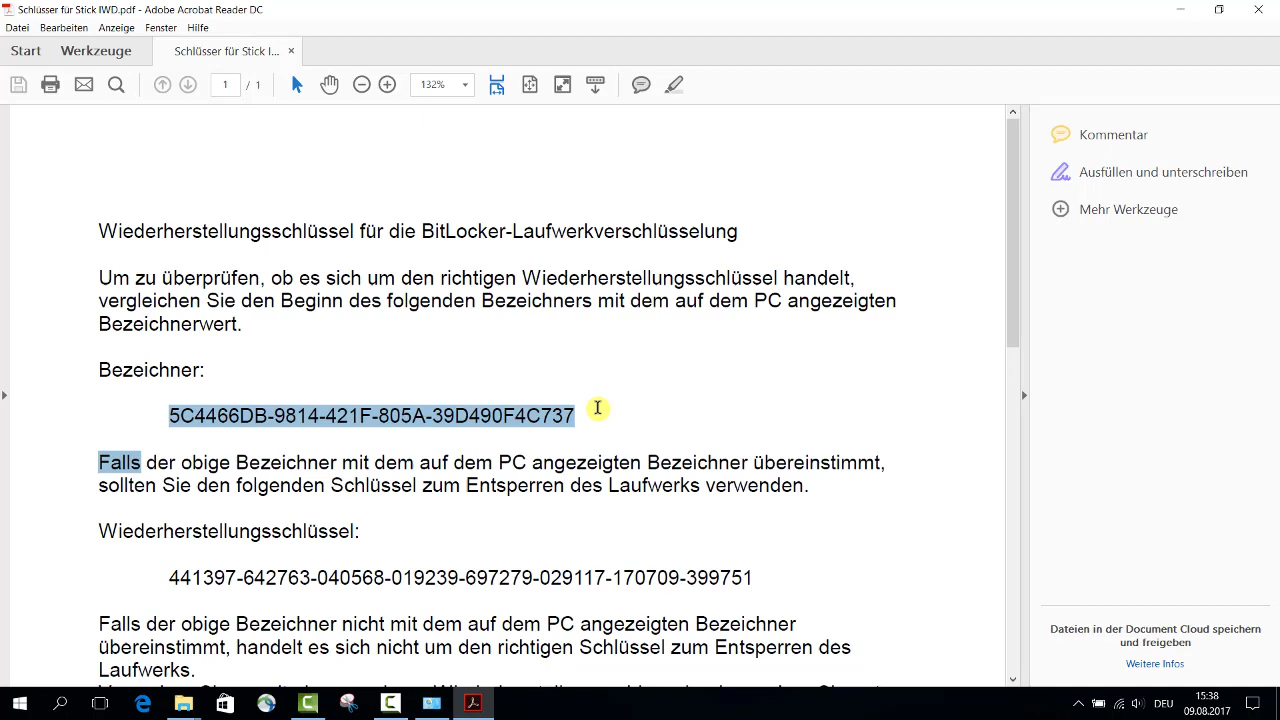 Schlüsser für Stick IWD.pdf - Adobe Acrobat Reader DC
Datei Bearbeiten Anzeige Fenster Hilfe
Start Werkzeuge Schlüsser für Stick I... ×
1 / 1 132%
Kommentar
Ausfüllen und unterschreiben
Mehr Werkzeuge
Wiederherstellungsschlüssel für die BitLocker-Laufwerkverschlüsselung
Um zu überprüfen, ob es sich um den richtigen Wiederherstellungsschlüssel handelt,
vergleichen Sie den Beginn des folgenden Bezeichners mit dem auf dem PC angezeigten
Bezeichnerwert.
Bezeichner:
5C4466DB-9814-421F-805A-39D490F4C737
Falls der obige Bezeichner mit dem auf dem PC angezeigten Bezeichner übereinstimmt,
sollten Sie den folgenden Schlüssel zum Entsperren des Laufwerks verwenden.
Wiederherstellungsschlüssel:
441397-642763-040568-019239-697279-029117-170709-399751
Falls der obige Bezeichner nicht mit dem auf dem PC angezeigten Bezeichner
übereinstimmt, handelt es sich nicht um den richtigen Schlüssel zum Entsperren des
Laufwerks.
Dateien in der Document Cloud speichern
und freigeben
Weitere Infos
DEU
15:38
09.08.2017